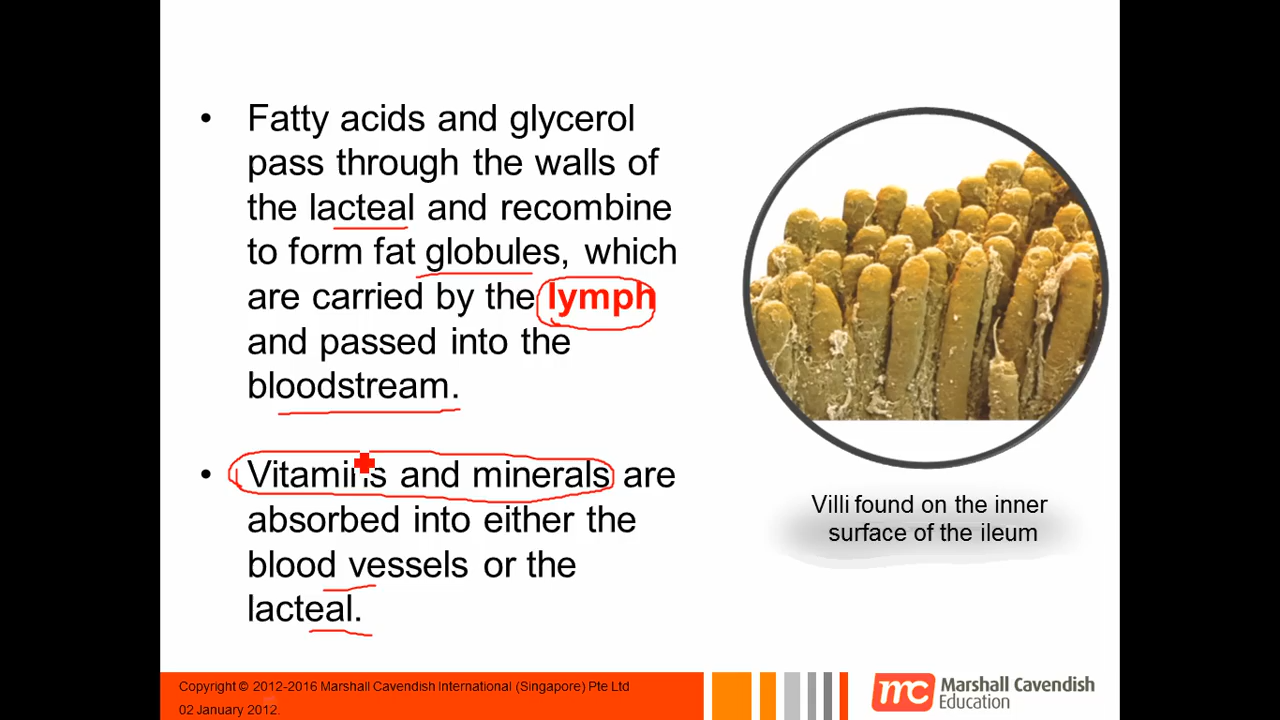 • Fatty acids and glycerol
pass through the walls of
the lacteal and recombine
to form fat globules, which
are carried by the lymph
and passed into the
bloodstream.
• Vitamins and minerals are
absorbed into either the
blood vessels or the
lacteal.
Villi found on the inner
surface of the ileum
Copyright © 2012-2016 Marshall Cavendish International (Singapore) Pte Ltd
02 January 2012.
mc Marshall Cavendish
Education